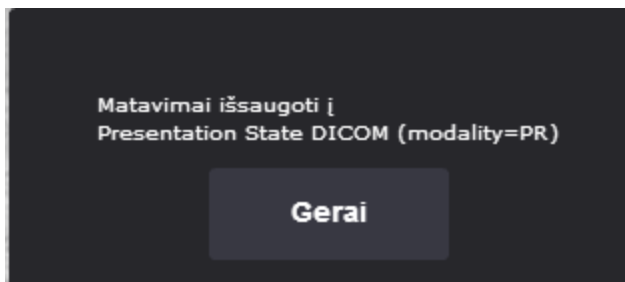 Matavimai išsaugoti į
Presentation State DICOM (modality=PR)
Gerai